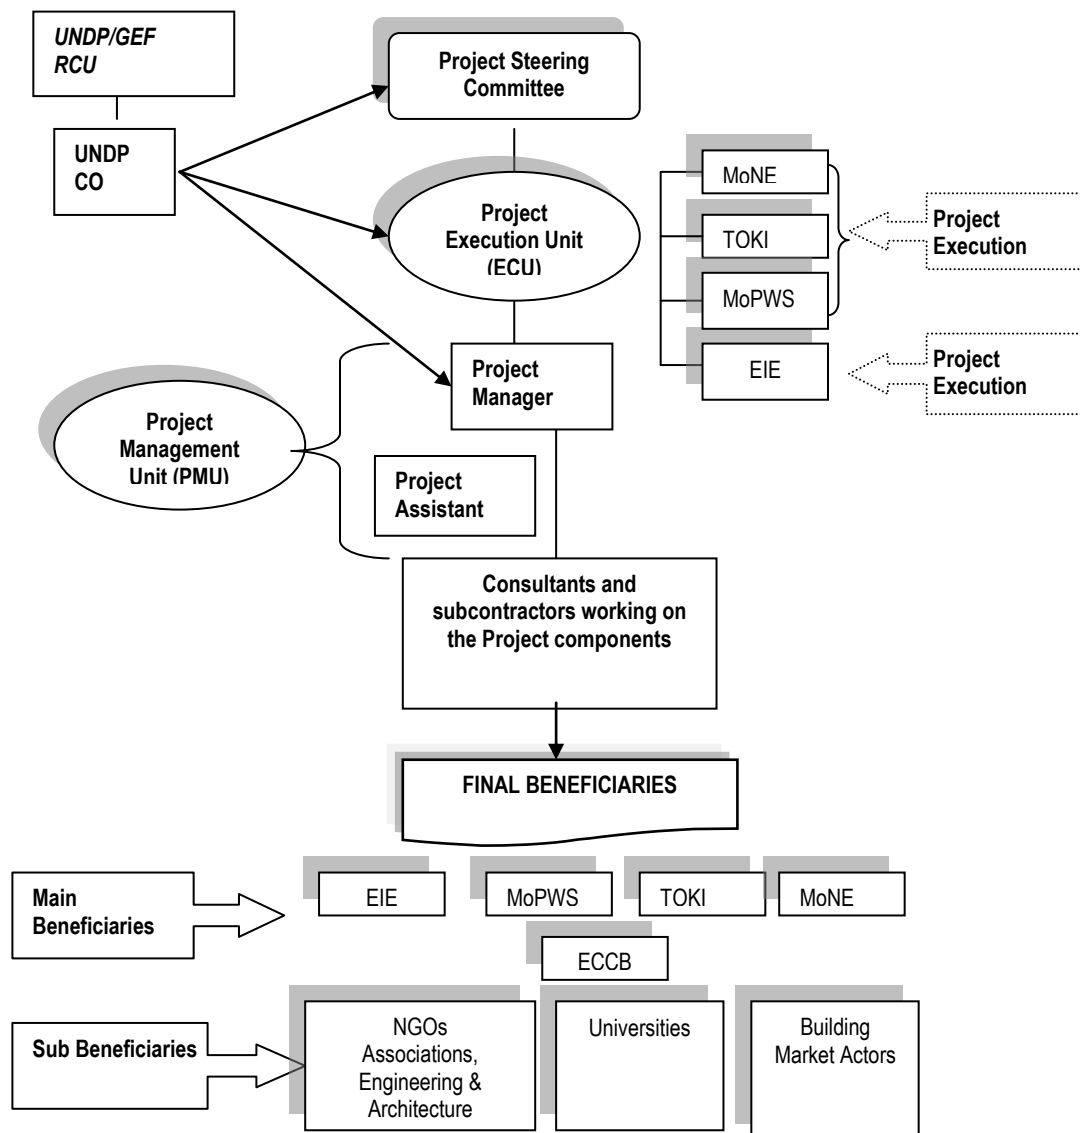 UNDP/GEF
RCU
Project Steering
Committee
UNDP
CO
MoNE
Project
Execution Unit
(ECU)
TOKI
Project
Execution
MoPWS
Project
Manager
EIE
Project
Execution
Project
Management
Unit (PMU)
Project
Assistant
Consultants and
subcontractors working on
the Project components
FINAL BENEFICIARIES
Main
Beneficiaries
EIE
MoPWS
TOKI
MoNE
ECCB
Sub Beneficiaries
NGOs
Associations,
Engineering &
Architecture
Universities
Building
Market Actors